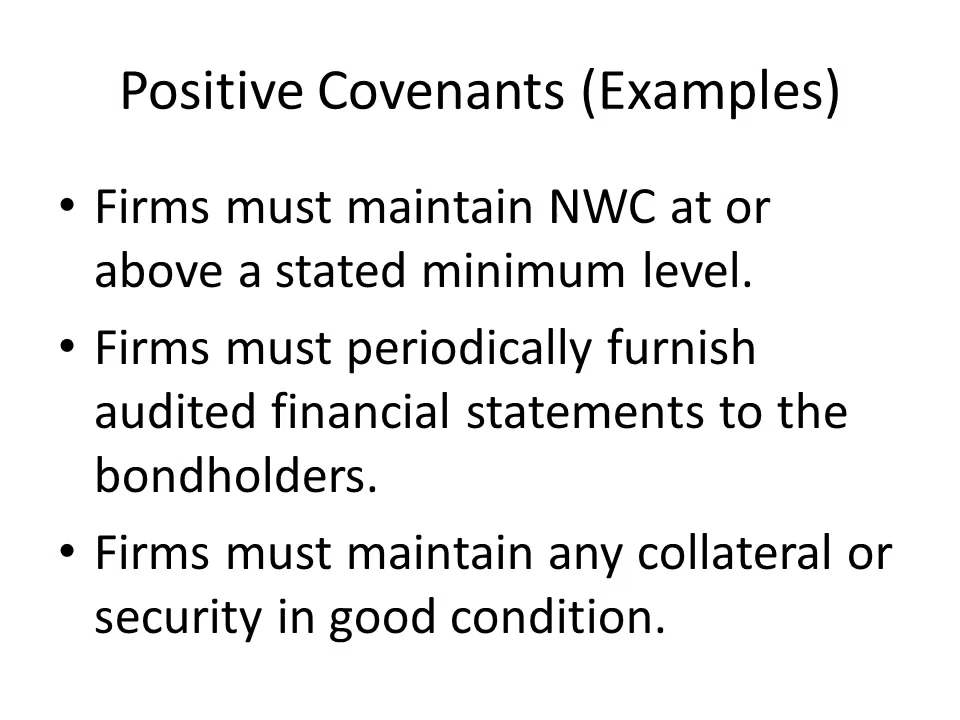 Positive Covenants (Examples)
• Firms must maintain NWC at or
above a stated minimum level.
• Firms must periodically furnish
audited financial statements to the
bondholders.
• Firms must maintain any collateral or
security in good condition.